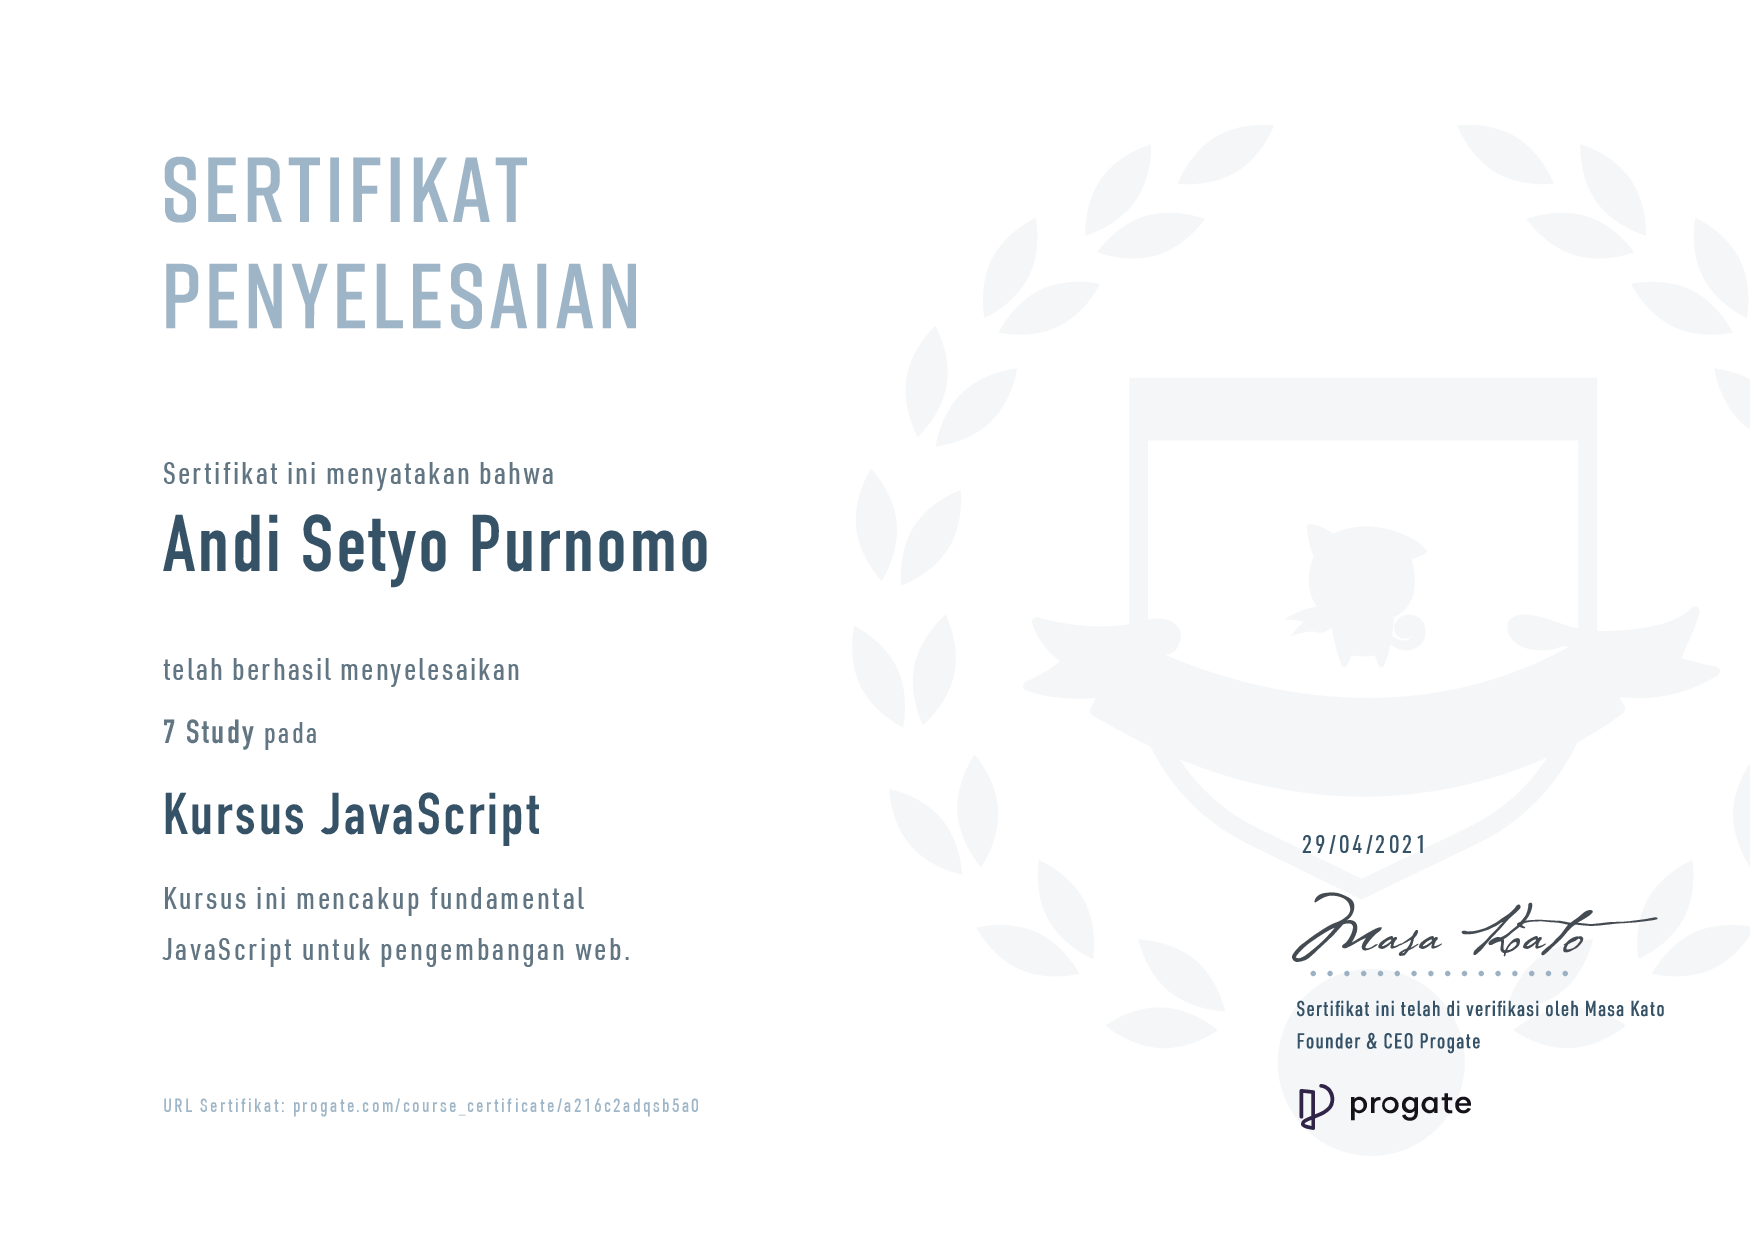 SERTIFIKAT
PENYELESAIAN
Sertifikat ini menyatakan bahwa
Andi Setyo Purnomo
telah berhasil menyelesaikan
7 Study pada
Kursus JavaScript
Kursus ini mencakup fundamental
JavaScript untuk pengembangan web.
URL Sertifikat: progate.com/course_certificate/a216c2adqsb5a0
29/04/2021
Masa Kato
Sertifikat ini telah di verifikasi oleh Masa Kato
Founder & CEO Progate
progate